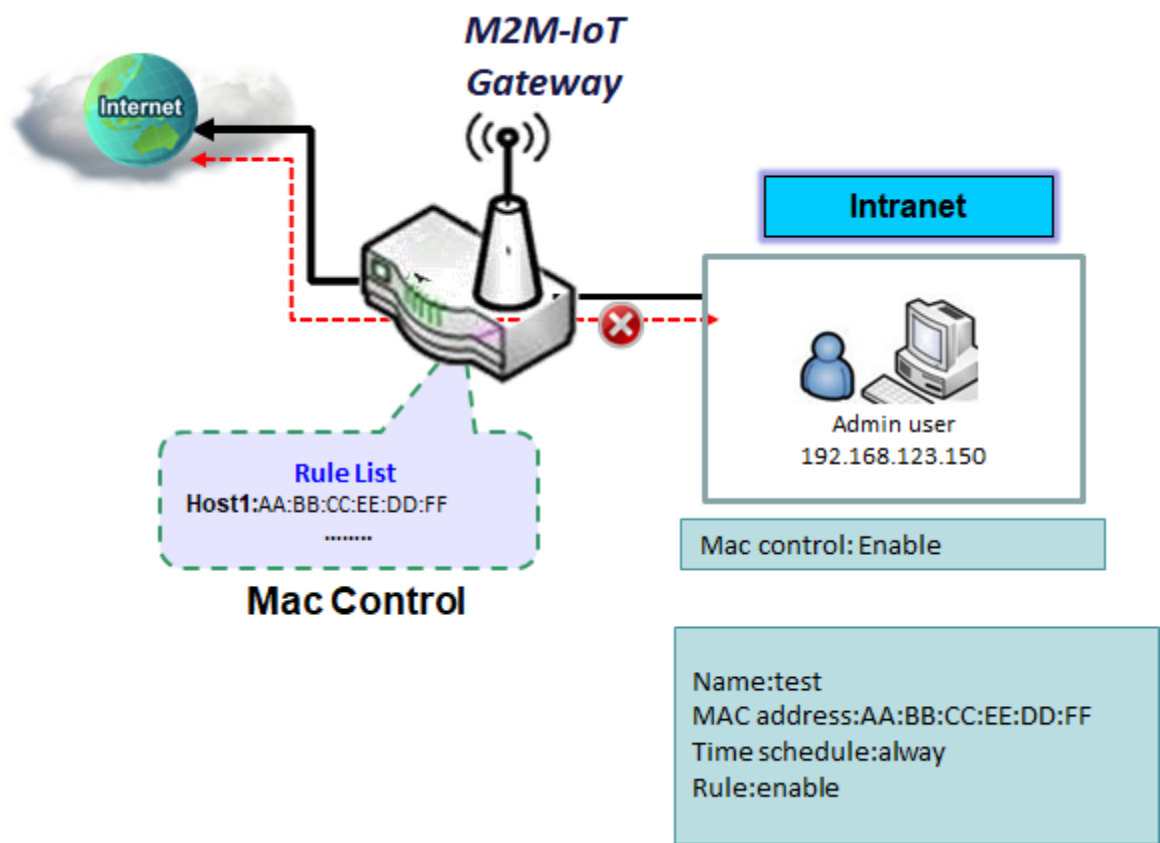 M2M-IoT
Gateway
Internet
Intranet
Admin user
192.168.123.150
Rule List
Host1:AA:BB:CC:EE:DD:FF
........
Mac Control
Mac control: Enable
Name:test
MAC address:AA:BB:CC:EE:DD:FF
Time schedule:alway
Rule:enable